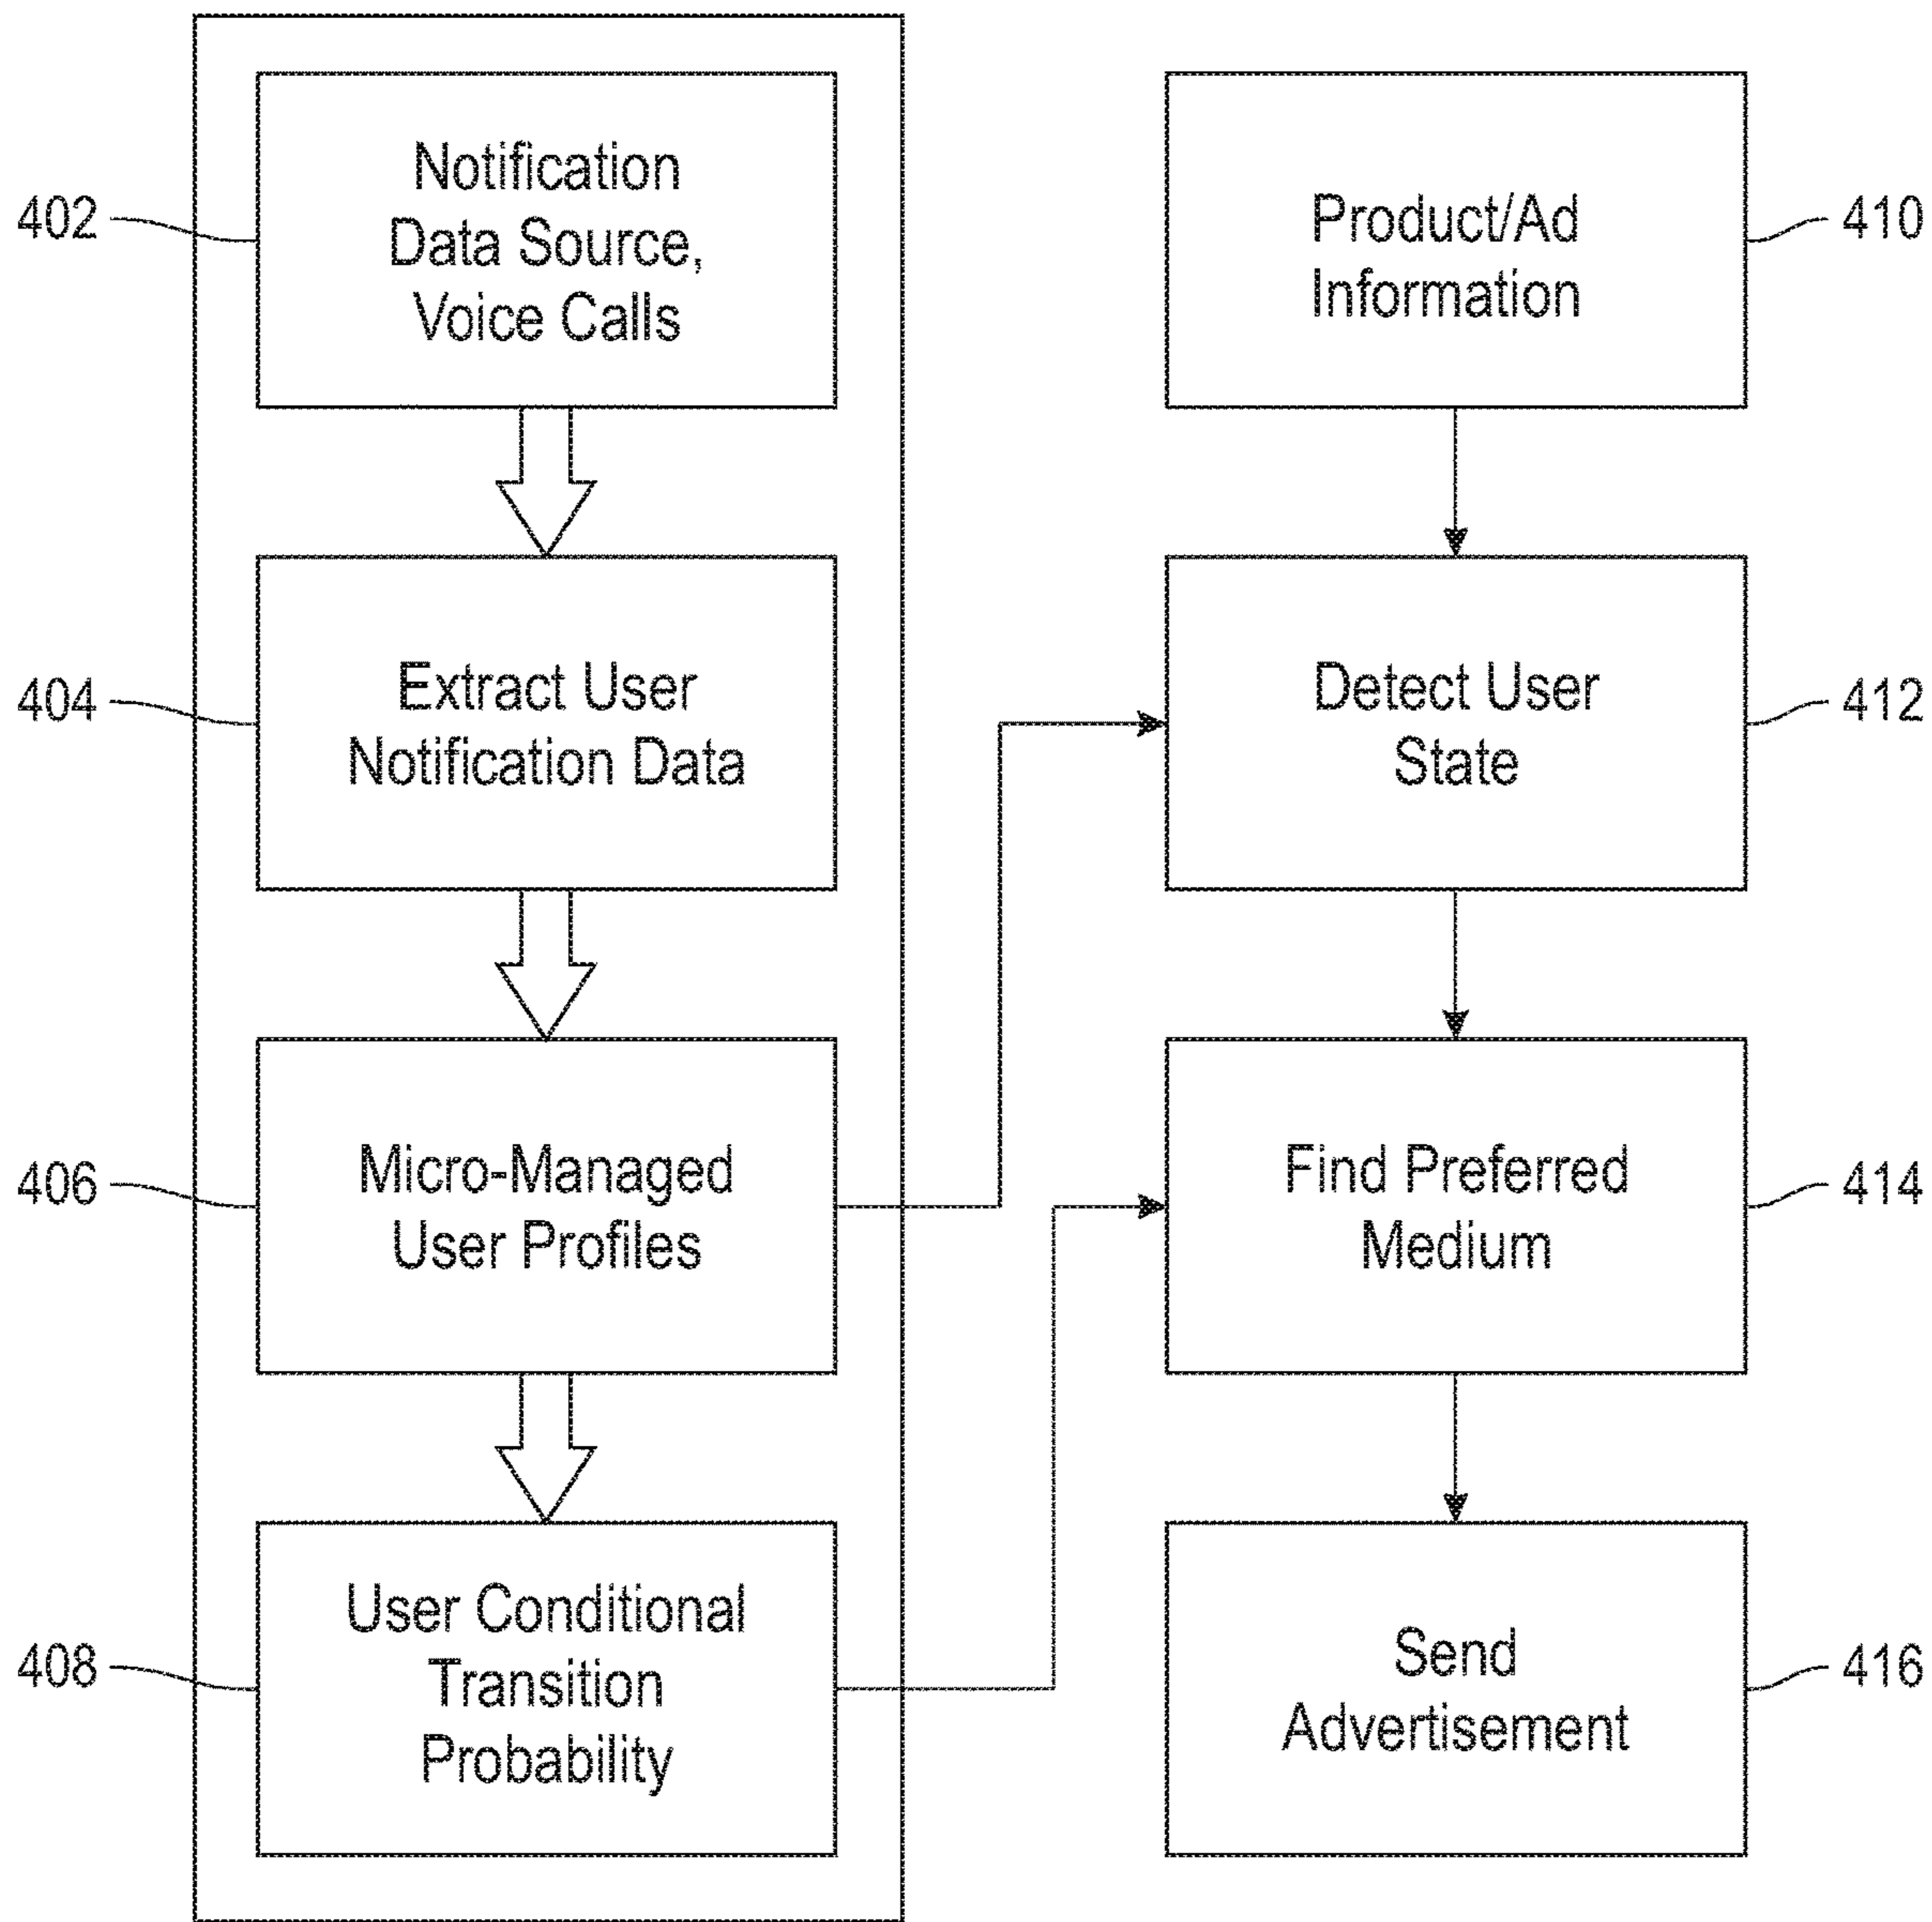 402
Notification
Data Source,
Voice Calls
Product/Ad
Information
410
404
Extract User
Notification Data
Detect User
State
412
406
Micro-Managed
User Profiles
Find Preferred
Medium
414
408
User Conditional
Transition
Probability
Send
Advertisement
416